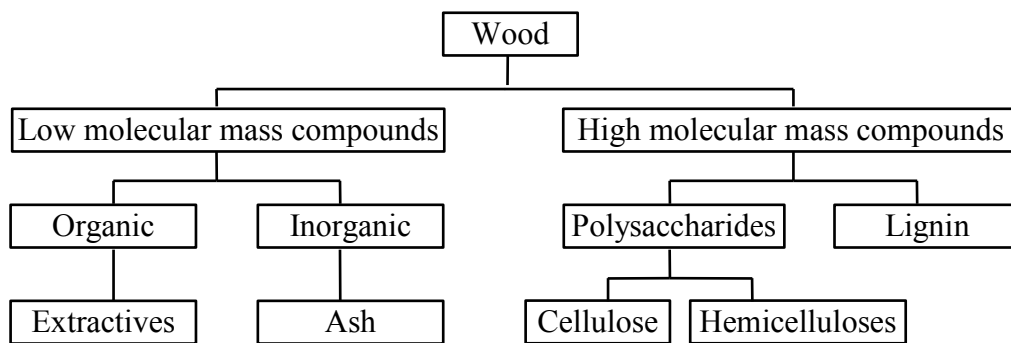 Wood
Low molecular mass compounds
High molecular mass compounds
Organic
Inorganic
Polysaccharides
Lignin
Extractives
Ash
Cellulose
Hemicelluloses